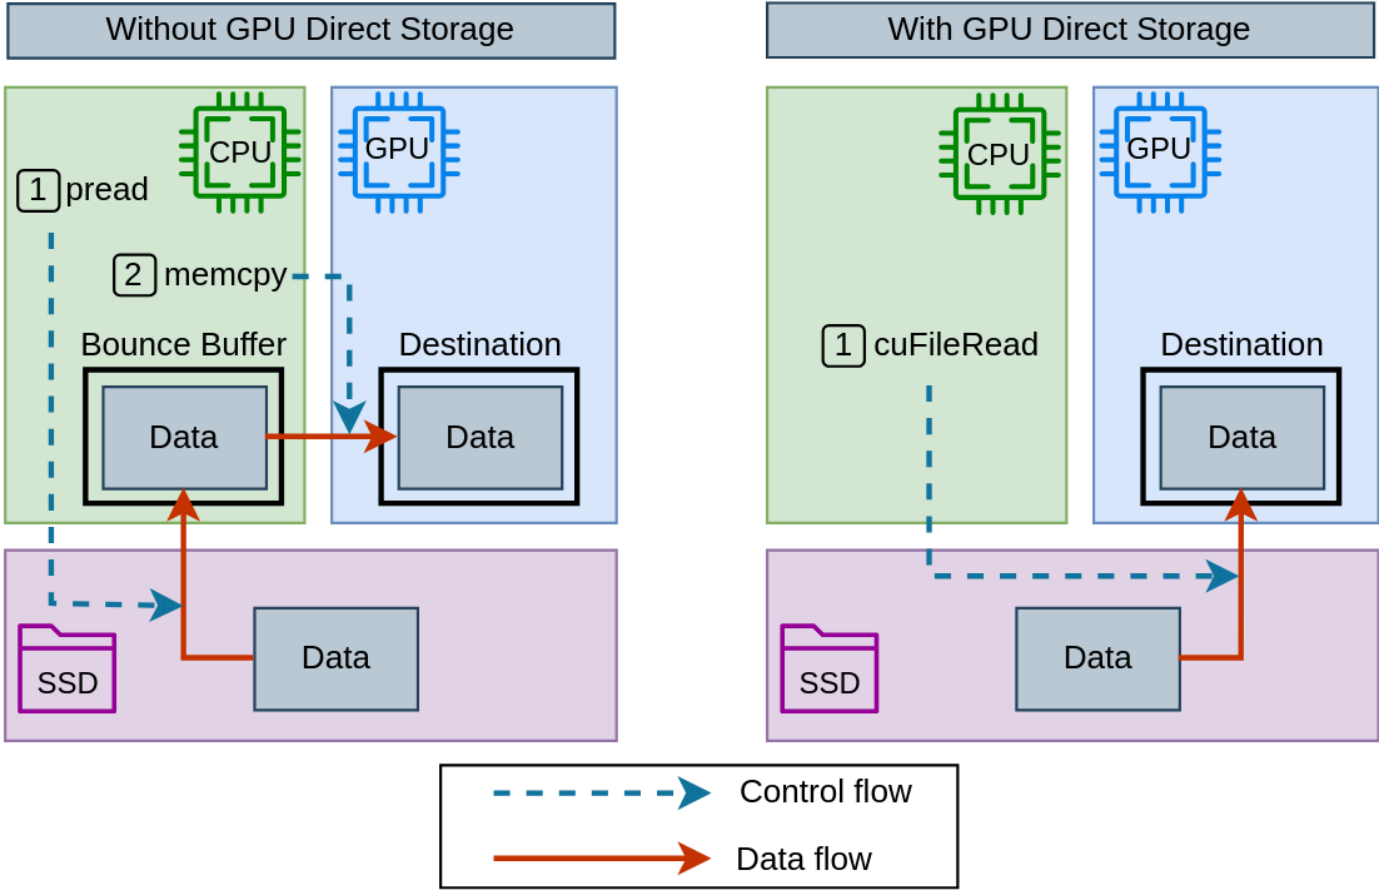 Without GPU Direct Storage
CPU
GPU
1 pread
2 memcpy
Bounce Buffer
Destination
Data
Data
SSD
Data
With GPU Direct Storage
CPU
GPU
1 cuFileRead
Destination
Data
SSD
Data
Control flow
Data flow